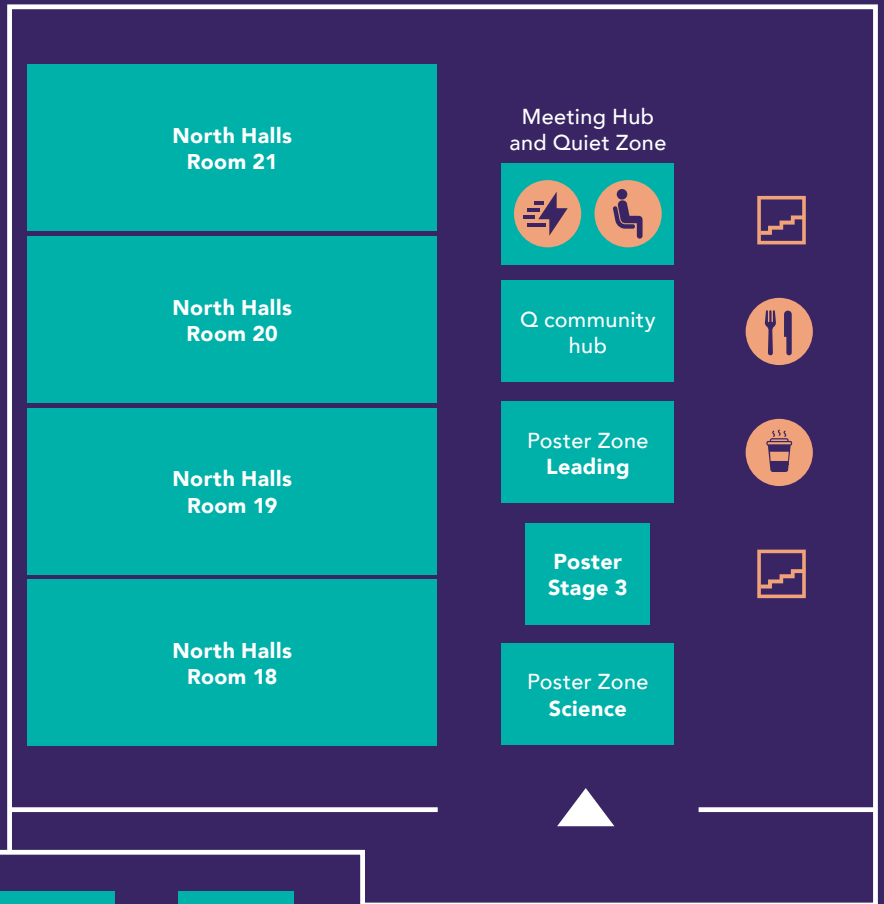 North Halls
Room 21
North Halls
Room 20
North Halls
Room 19
North Halls
Room 18
Meeting Hub
and Quiet Zone
Q community
hub
Poster Zone
Leading
Poster
Stage 3
Poster Zone
Science